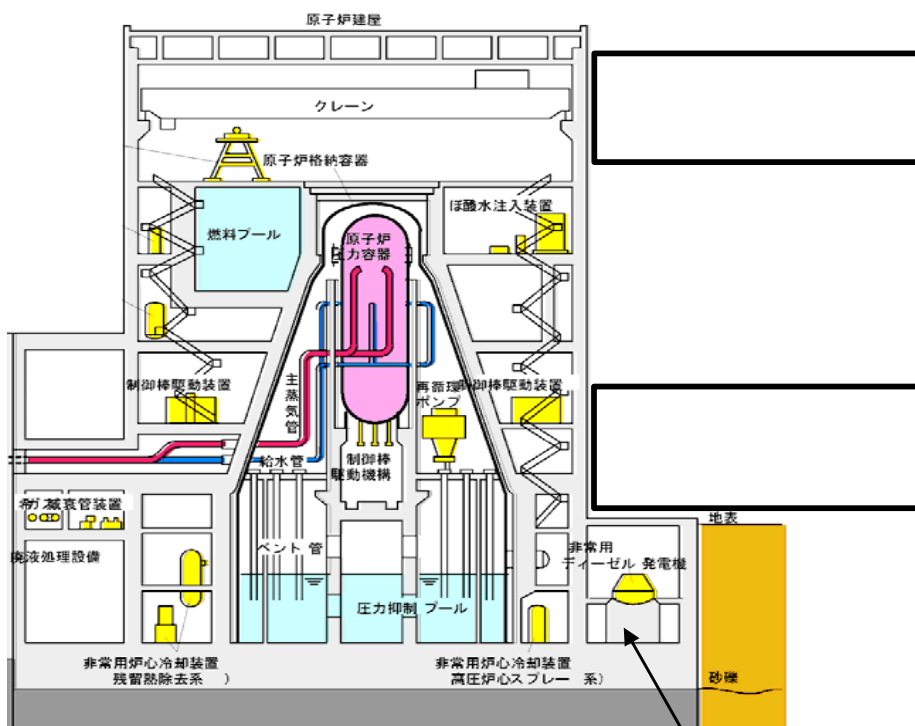 原子炉建屋
クレーン
原子炉格納容器
燃料プール
原子炉
圧力容器
ほう酸水注入装置
制御棒駆動装置
主蒸気管
再循環
ポンプ
制御棒駆動装置
給水管
制御棒
駆動機構
減衰管装置
廃液処理設備
ベント 管
圧力抑制 プール
非常用
ディーゼル 発電機
地表
非常用炉心冷却装置
残留熱除去系 )
非常用炉心冷却装置
高圧炉心スプレー 系)
砂礫